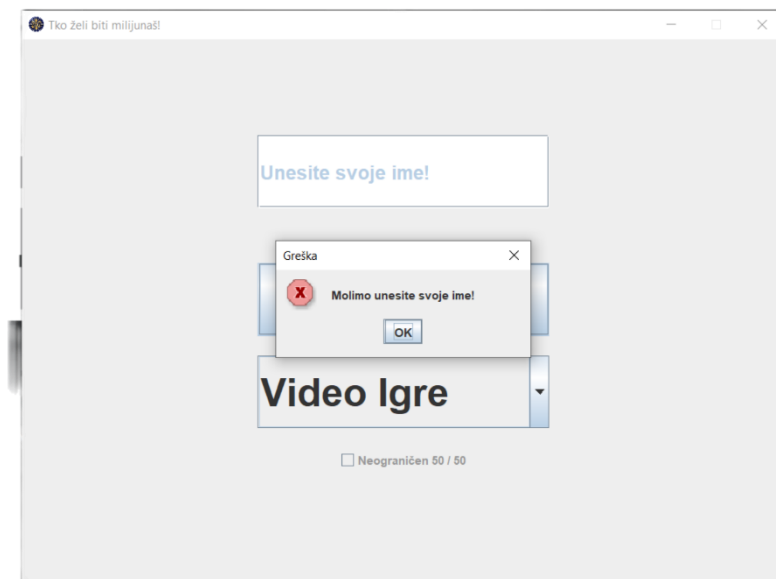 Tko želi biti milijunaš!
Unesite svoje ime!
Greška
Molimo unesite svoje ime!
OK
Video Igre
Neograničen 50 / 50